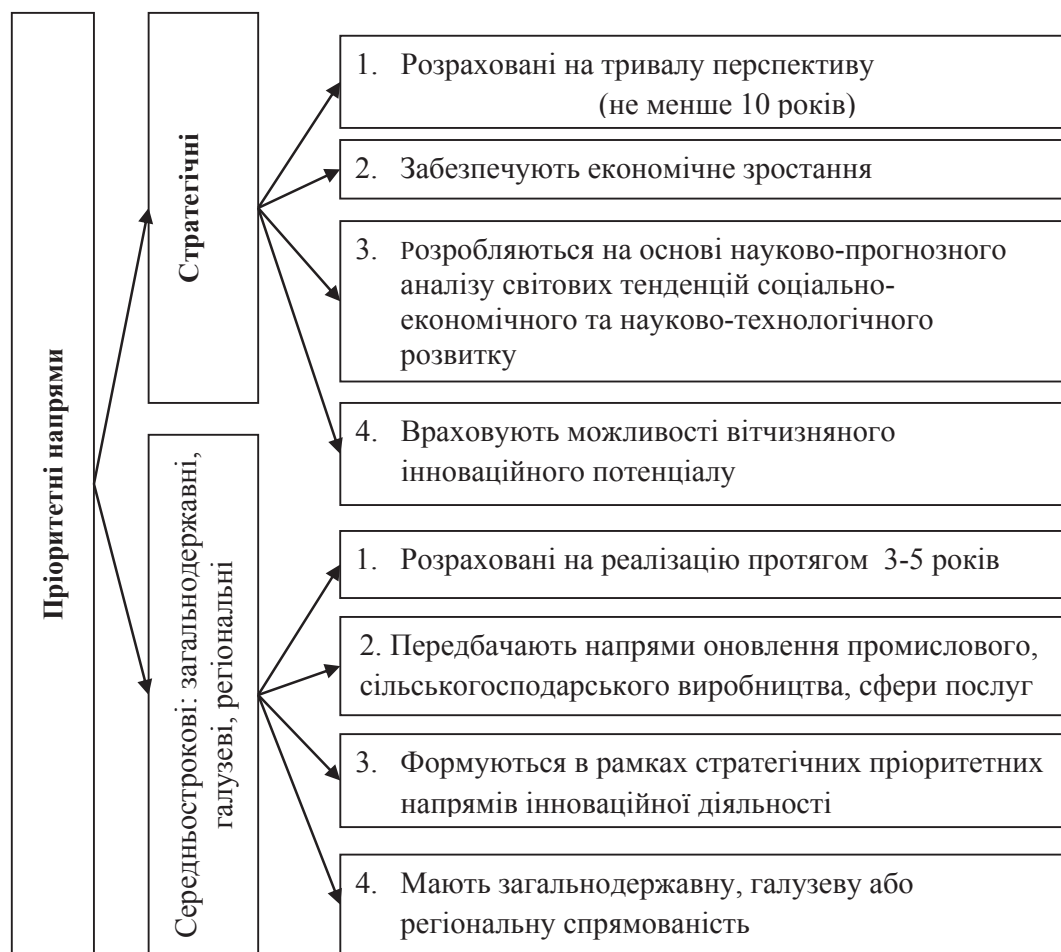 Пріоритетні напрями
Стратегічні
1. Розраховані на тривалу перспективу
(не менше 10 років)
2. Забезпечують економічне зростання
3. Розробляються на основі науково-прогнозного
аналізу світових тенденцій соціально-
економічного та науково-технологічного
розвитку
4. Враховують можливості вітчизняного
інноваційного потенціалу
Середньострокові: загальнодержавні,
галузеві, регіональні
1. Розраховані на реалізацію протягом 3-5 років
2. Передбачають напрями оновлення промислового,
сільськогосподарського виробництва, сфери послуг
3. Формуються в рамках стратегічних пріоритетних
напрямів інноваційної діяльності
4. Мають загальнодержавну, галузеву або
регіональну спрямованість